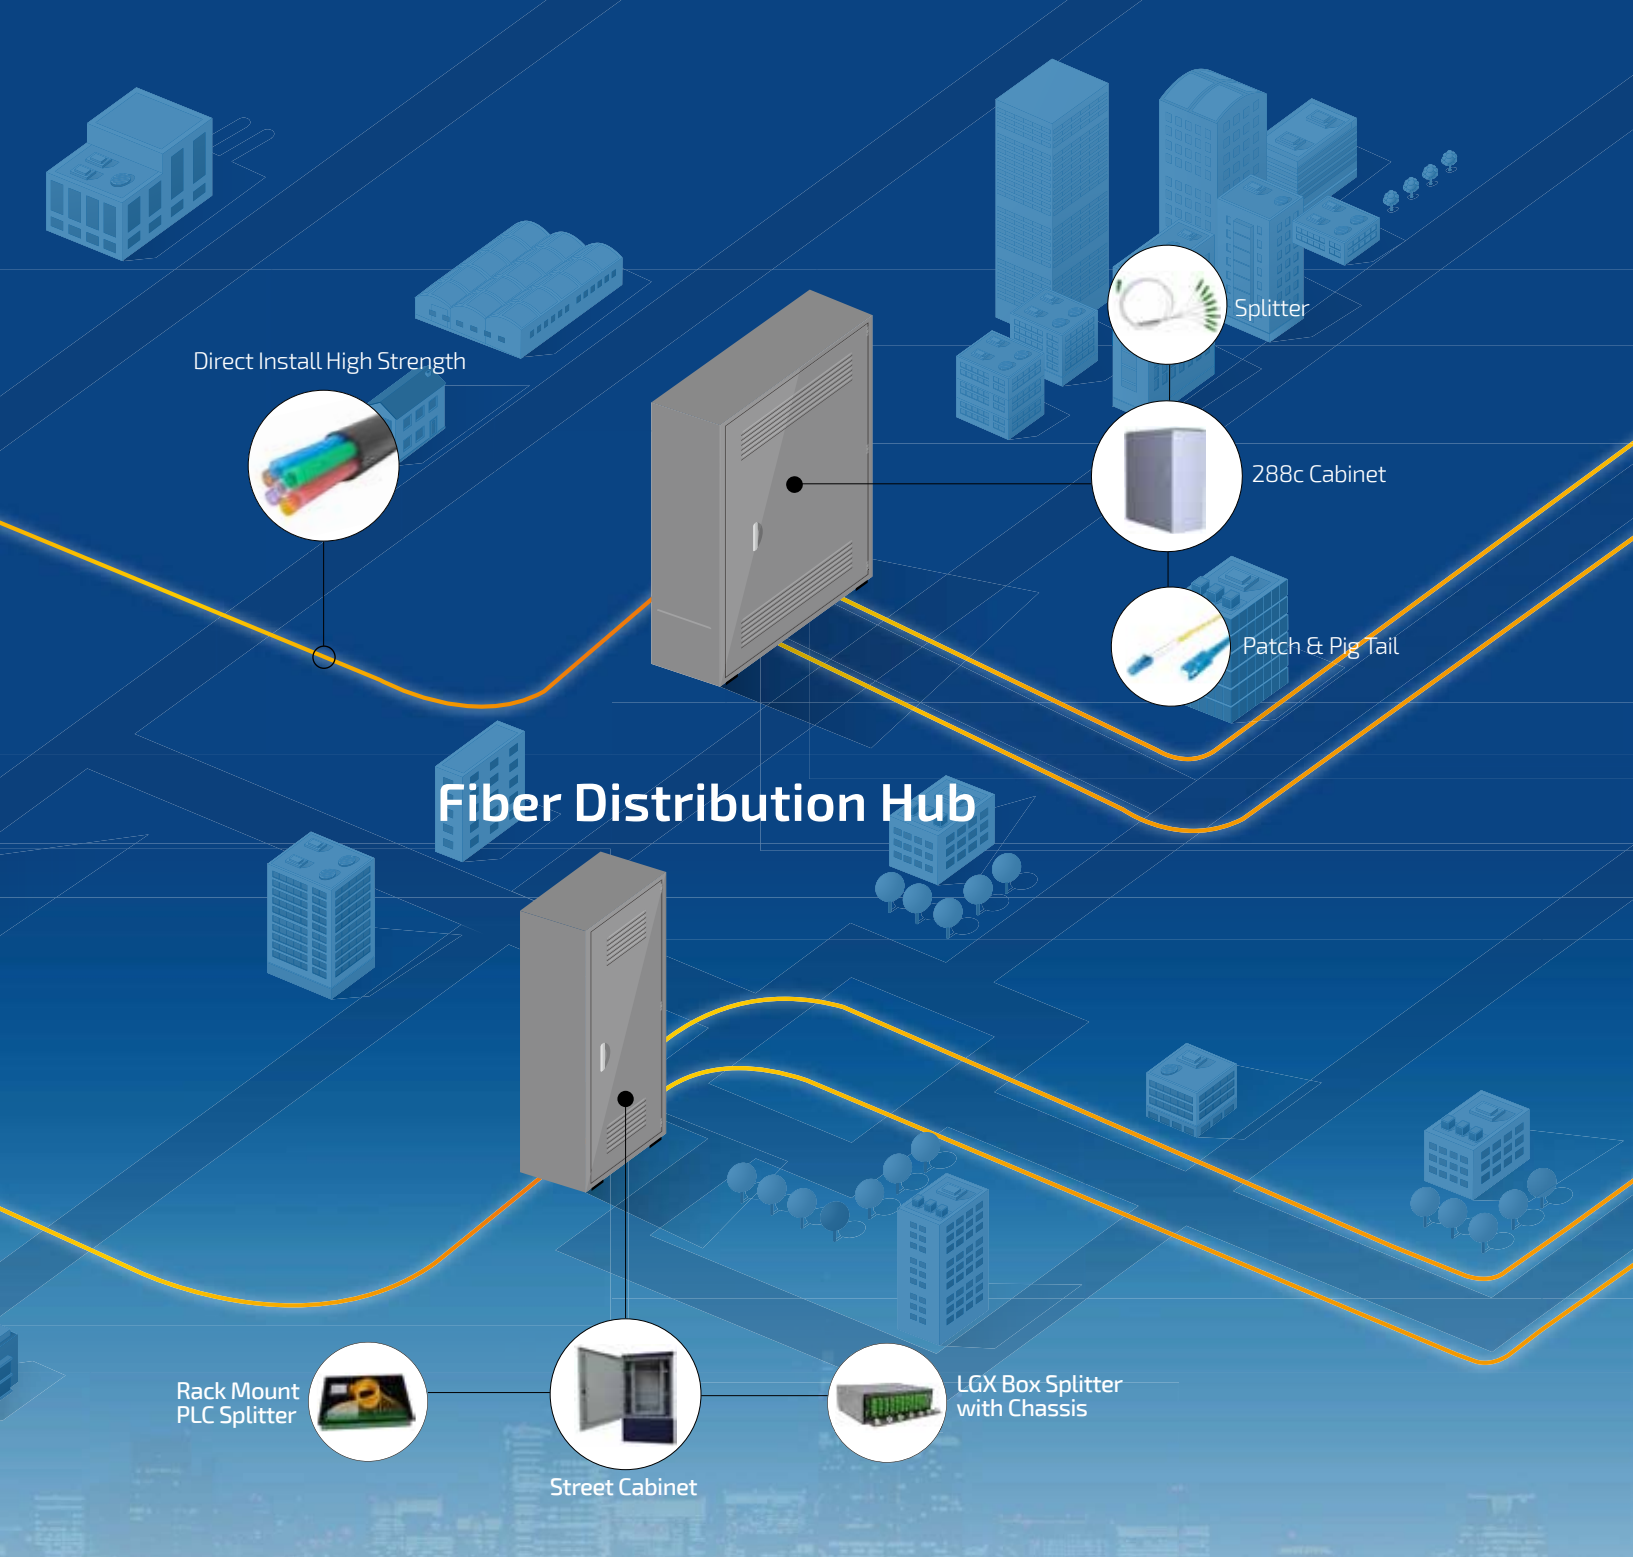 Splitter
Direct Install High Strength
288c Cabinet
Patch & Pig Tail
Fiber Distribution Hub
Rack Mount
PLC Splitter
LGX Box Splitter
with Chassis
Street Cabinet